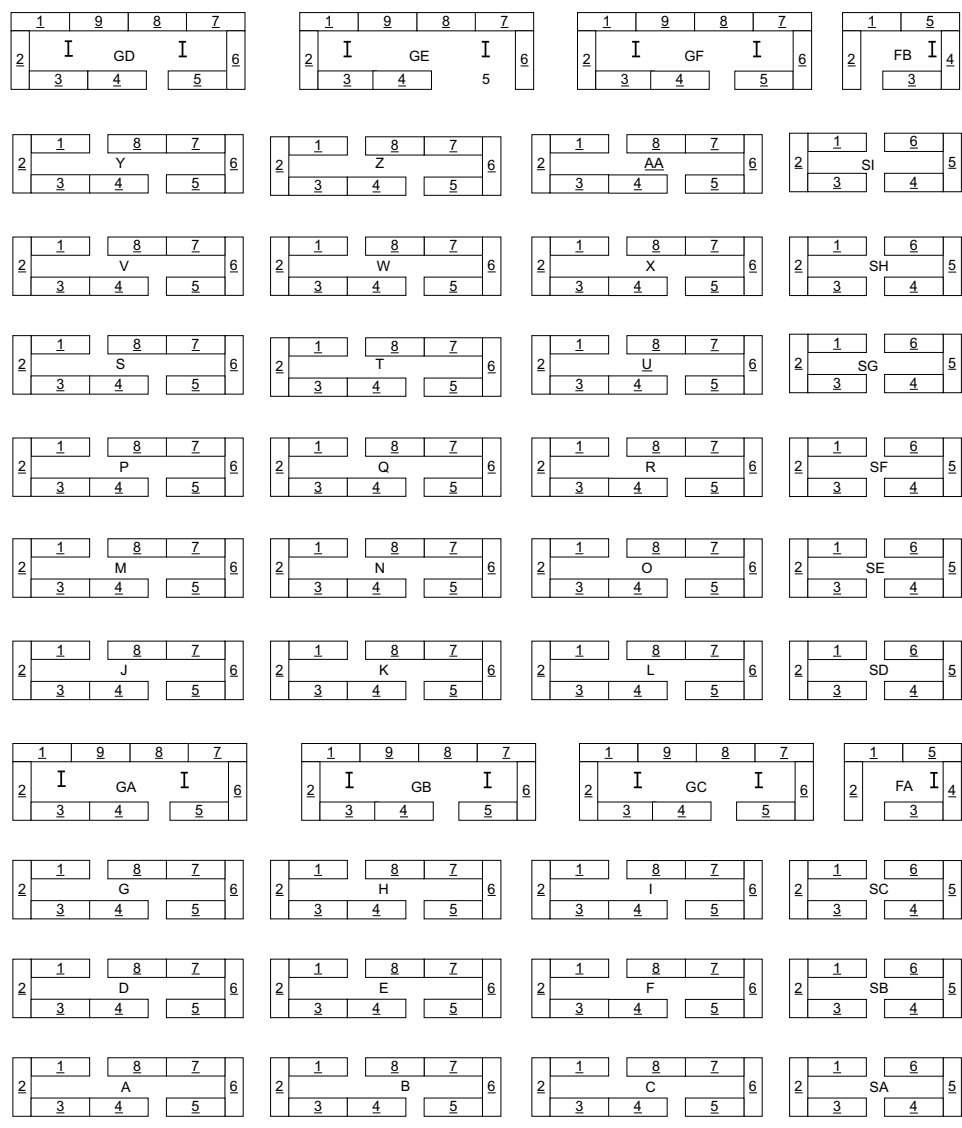 1 9 8 7 1 9 8 7 1 9 8 7 1 5
2 I GD I 6 2 I GE I 6 2 I GF I 6 2 FB I 4
3 4 5 3 4 5 3 4 5 3
1 8 7 1 8 7 1 8 7 1 6
2 Y 6 2 Z 6 2 AA 6 2 SI 5
3 4 5 3 4 5 3 4 5 3 4
1 8 7 1 8 7 1 8 7 1 6
2 V 6 2 W 6 2 X 6 2 SH 5
3 4 5 3 4 5 3 4 5 3 4
1 8 7 1 8 7 1 8 7 1 6
2 S 6 2 T 6 2 U 6 2 SG 5
3 4 5 3 4 5 3 4 5 3 4
1 8 7 1 8 7 1 8 7 1 6
2 P 6 2 Q 6 2 R 6 2 SF 5
3 4 5 3 4 5 3 4 5 3 4
1 8 7 1 8 7 1 8 7 1 6
2 M 6 2 N 6 2 O 6 2 SE 5
3 4 5 3 4 5 3 4 5 3 4
1 8 7 1 8 7 1 8 7 1 6
2 J 6 2 K 6 2 L 6 2 SD 5
3 4 5 3 4 5 3 4 5 3 4
1 9 8 7 1 9 8 7 1 9 8 7 1 5
2 I GA I 6 2 I GB I 6 2 I GC I 6 2 FA I 4
3 4 5 3 4 5 3 4 5 3
1 8 7 1 8 7 1 8 7 1 6
2 G 6 2 H 6 2 I 6 2 SC 5
3 4 5 3 4 5 3 4 5 3 4
1 8 7 1 8 7 1 8 7 1 6
2 D 6 2 E 6 2 F 6 2 SB 5
3 4 5 3 4 5 3 4 5 3 4
1 8 7 1 8 7 1 8 7 1 6
2 A 6 2 B 6 2 C 6 2 SA 5
3 4 5 3 4 5 3 4 5 3 4